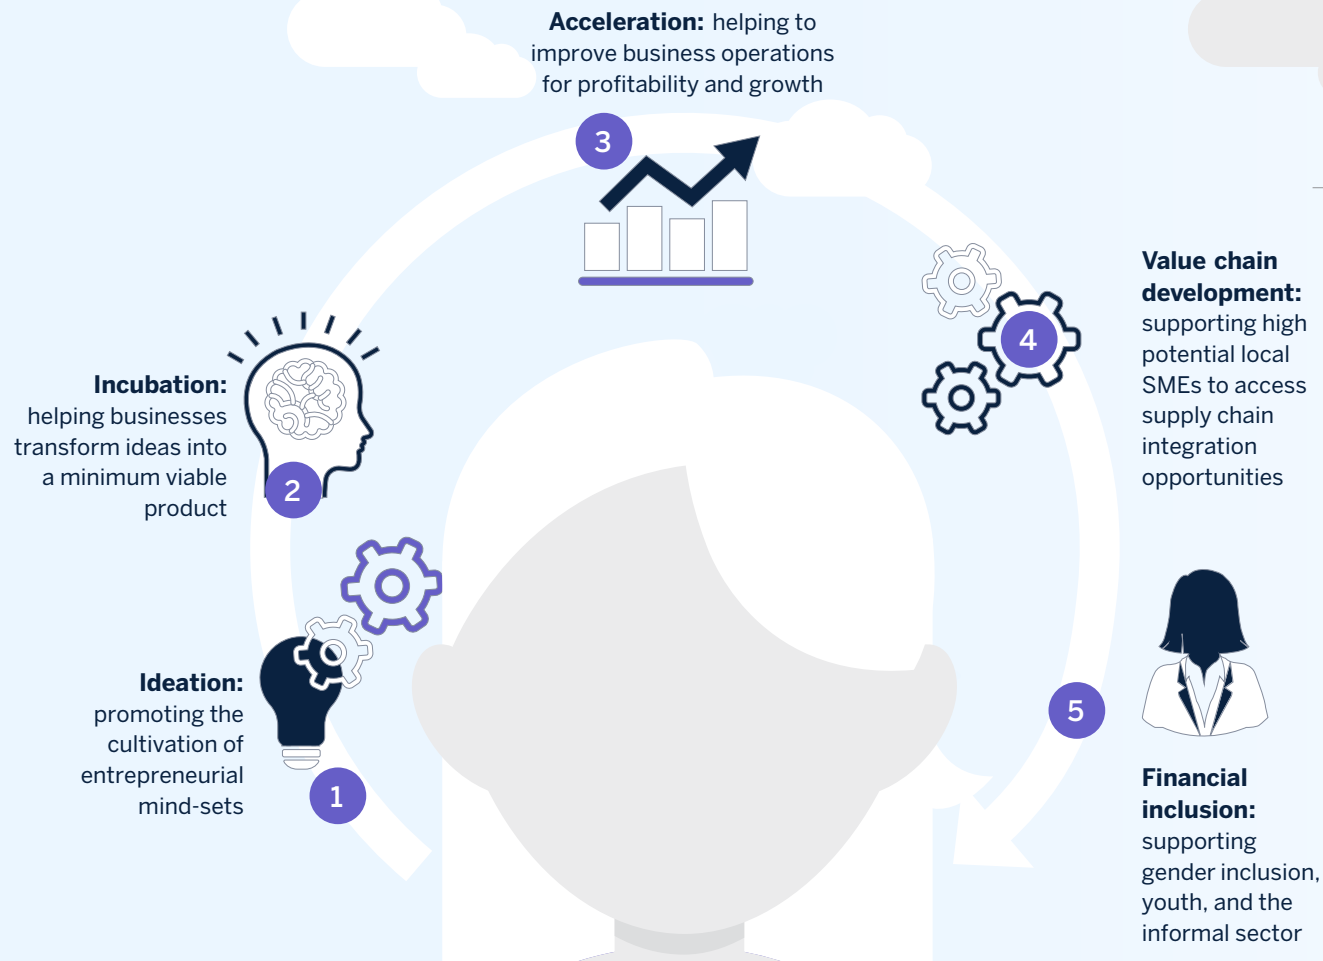 Acceleration: helping to
improve business operations
for profitability and growth
3
4
Value chain
development:
supporting high
potential local
SMEs to access
supply chain
integration
opportunities
Incubation:
helping businesses
transform ideas into
a minimum viable
product
2
Ideation:
promoting the
cultivation of
entrepreneurial
mind-sets
1
5
Financial
inclusion:
supporting
gender inclusion,
youth, and the
informal sector